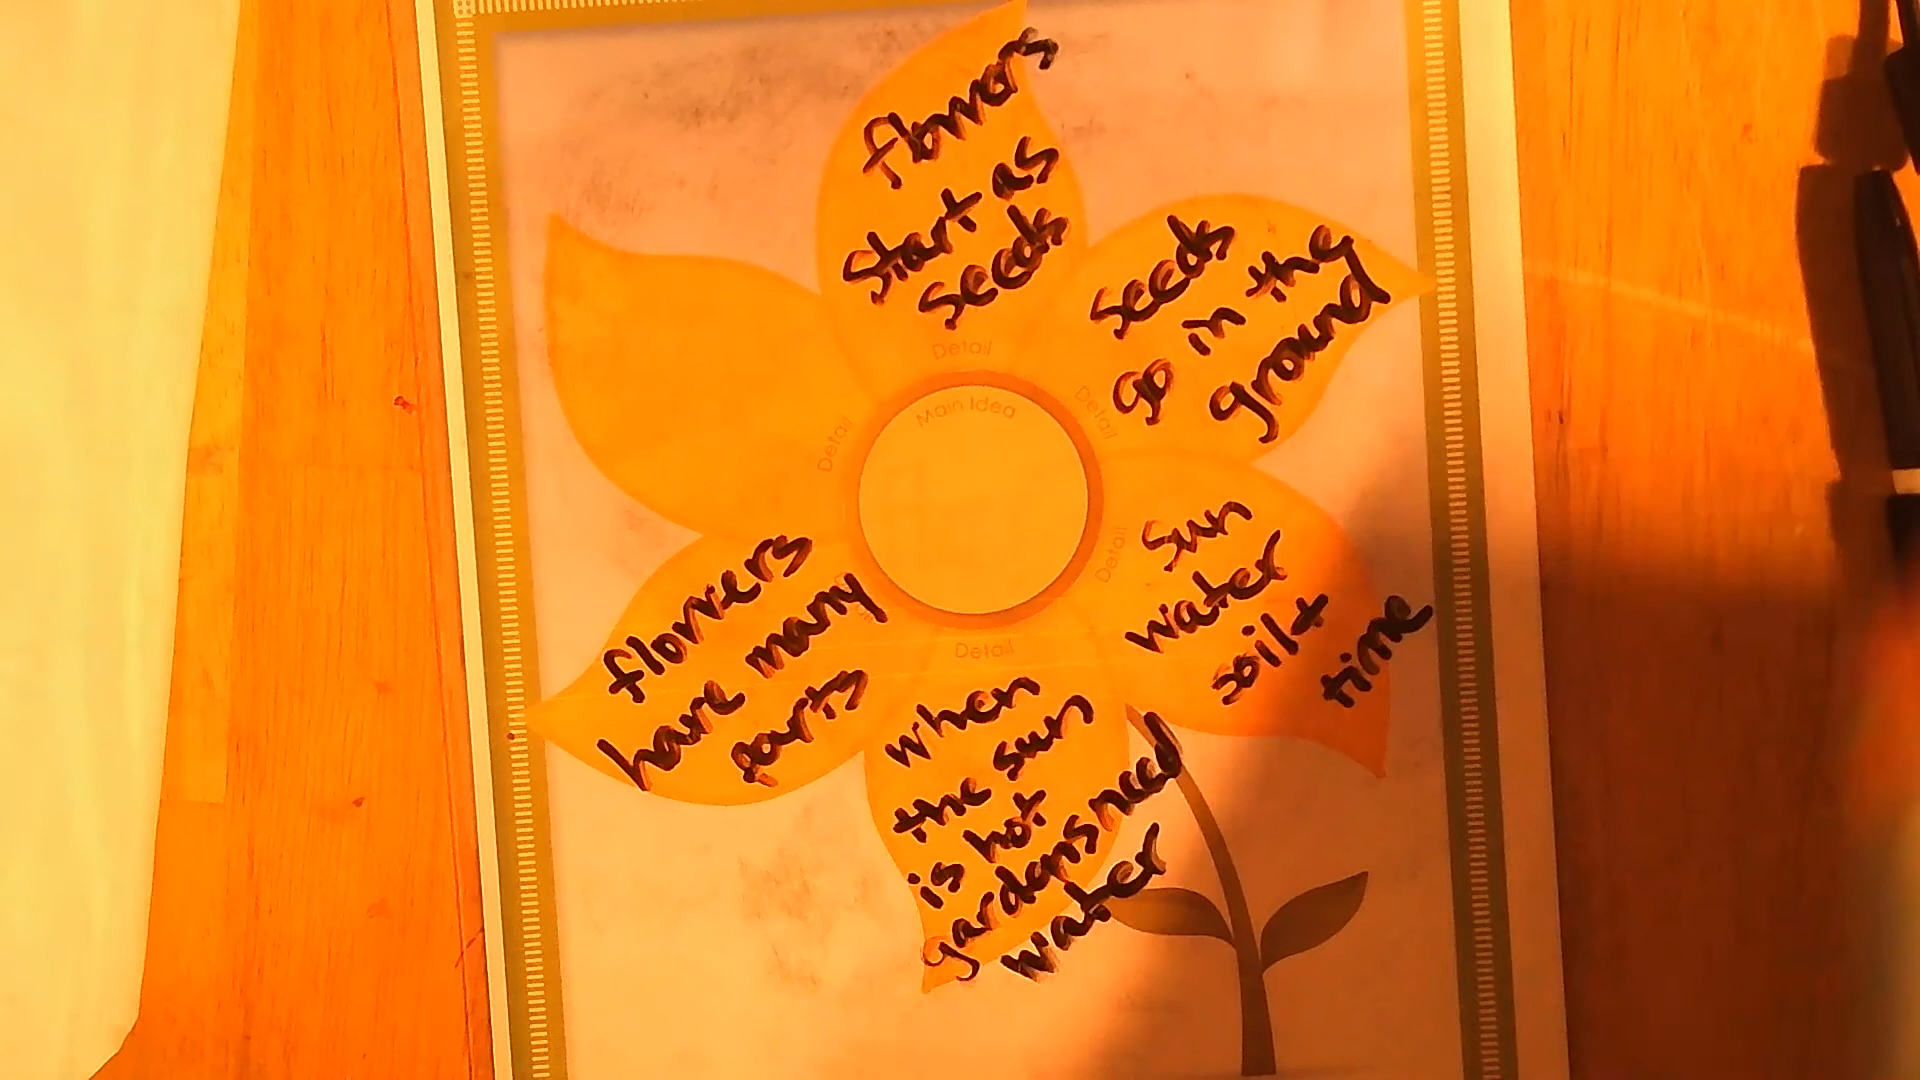 flowers
start as
seeds
Detail
seeds
go in the
ground
Detail
Sun
water
soil +
time
Detail
when
the sun
is hot
gardens need
water
Detail
flowers
have many
parts
Detail
Main Idea